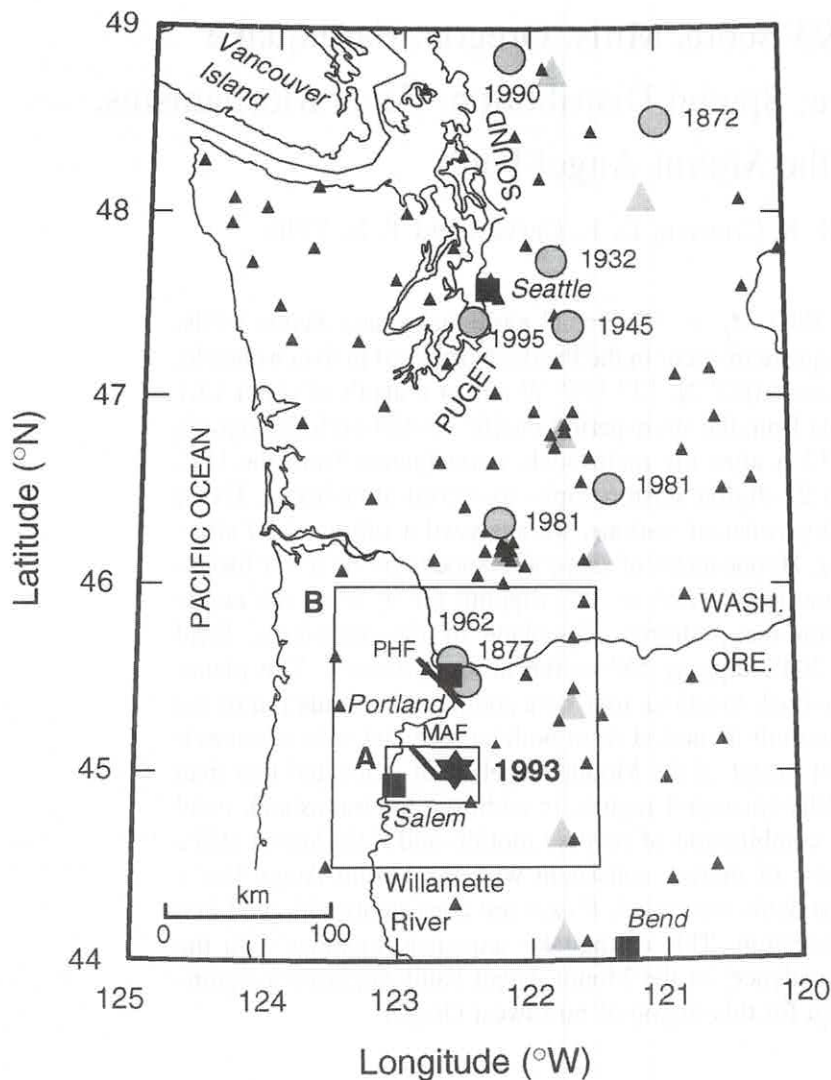 49
Vancouver
Island
1990
SOUND
1872
48
1932
Seattle
1995
1945
47
PUGET
1981
1981
Latitude (°N)
PACIFIC OCEAN
46
B
WASH.
1962
1877
ORE.
PHF
Portland
MAF
A
45
1993
Salem
km
0
100
Willamette
River
Bend
44
125
124
123
122
121
120
Longitude (°W)